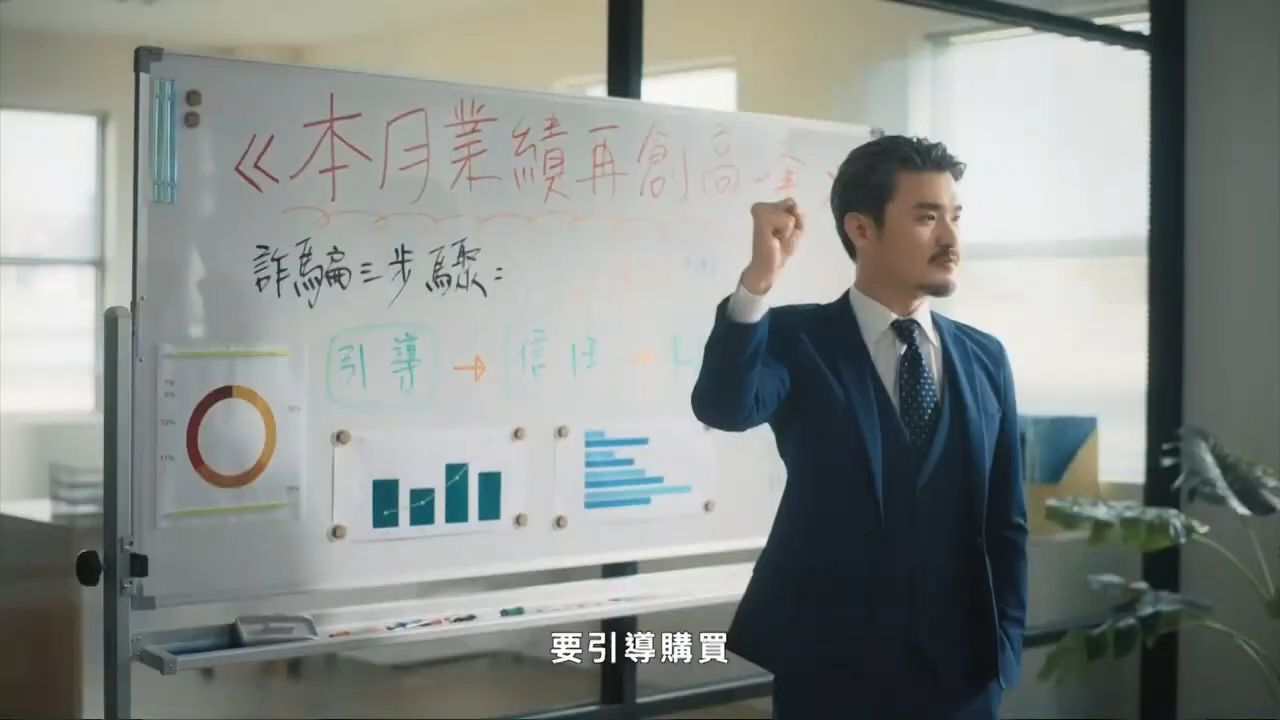 《本月業績再創高
詐騙三步驟:
引導 → 信任 →
要引導購買